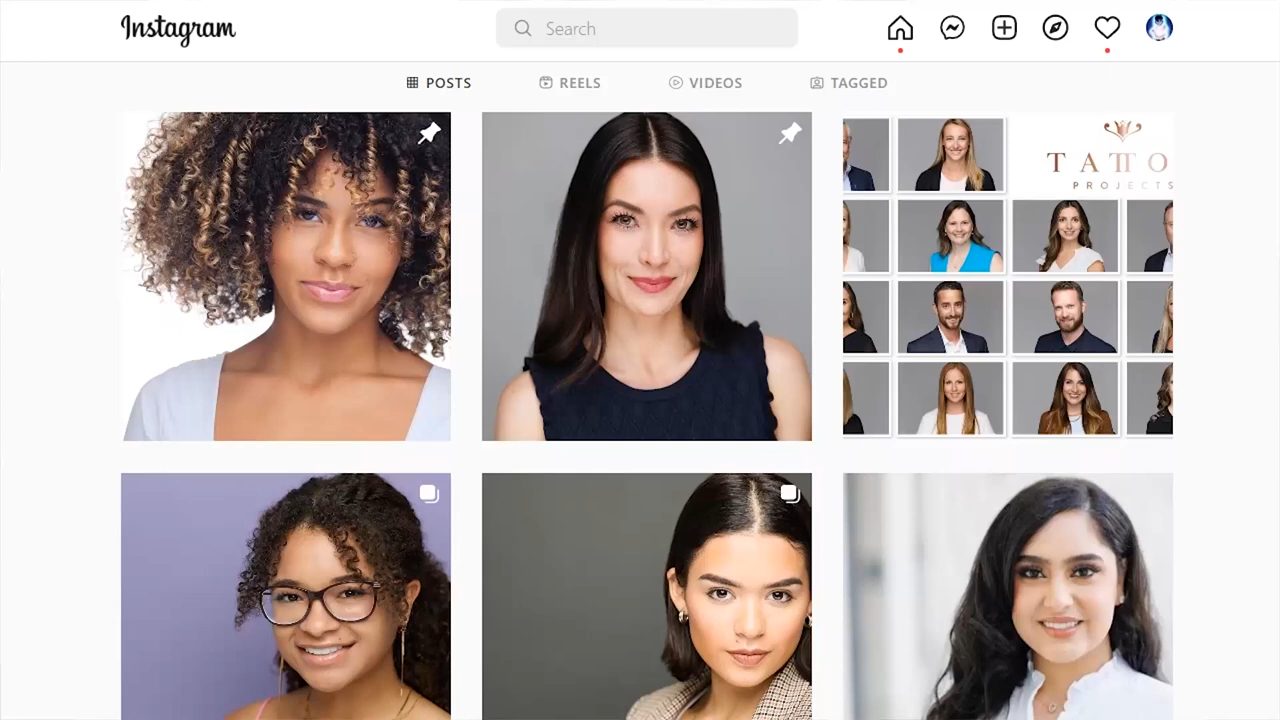 Instagram
Search
POSTS
REELS
VIDEOS
TAGGED
TATTO
PROJECTS